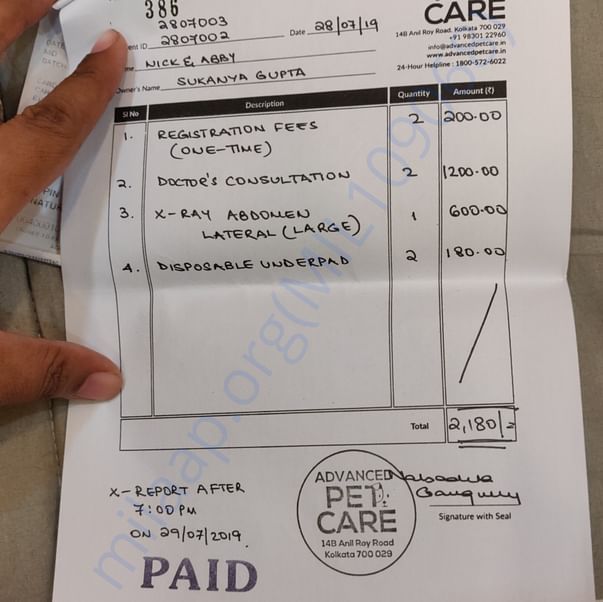 386
CARE
2807003
14B Anil Roy Road. Kolkata 700 029
ent ID 2807002 Date 28/07/19
+91 98301 22960
info@advancedpetcare.in
www.advancedpetcare.in
me NICK & ABBY
24-Hour Helpline : 1800-572-6022
Owner's Name SUKANYA GUPTA
Sl No Description Quantity Amount (₹)
1. REGISTRATION FEES 2 200.00
(ONE-TIME)
2. DOCTOR'S CONSULTATION 2 1200.00
3. X-RAY ABDOMEN 1 600.00
LATERAL (LARGE)
4. DISPOSABLE UNDERPAD 2 180.00
Total 2,180/=
X-REPORT AFTER
7:00 PM
ON 29/07/2019.
ADVANCED
PET
CARE
14B Anil Roy Road
Kolkata 700 029
Signature with Seal
PAID